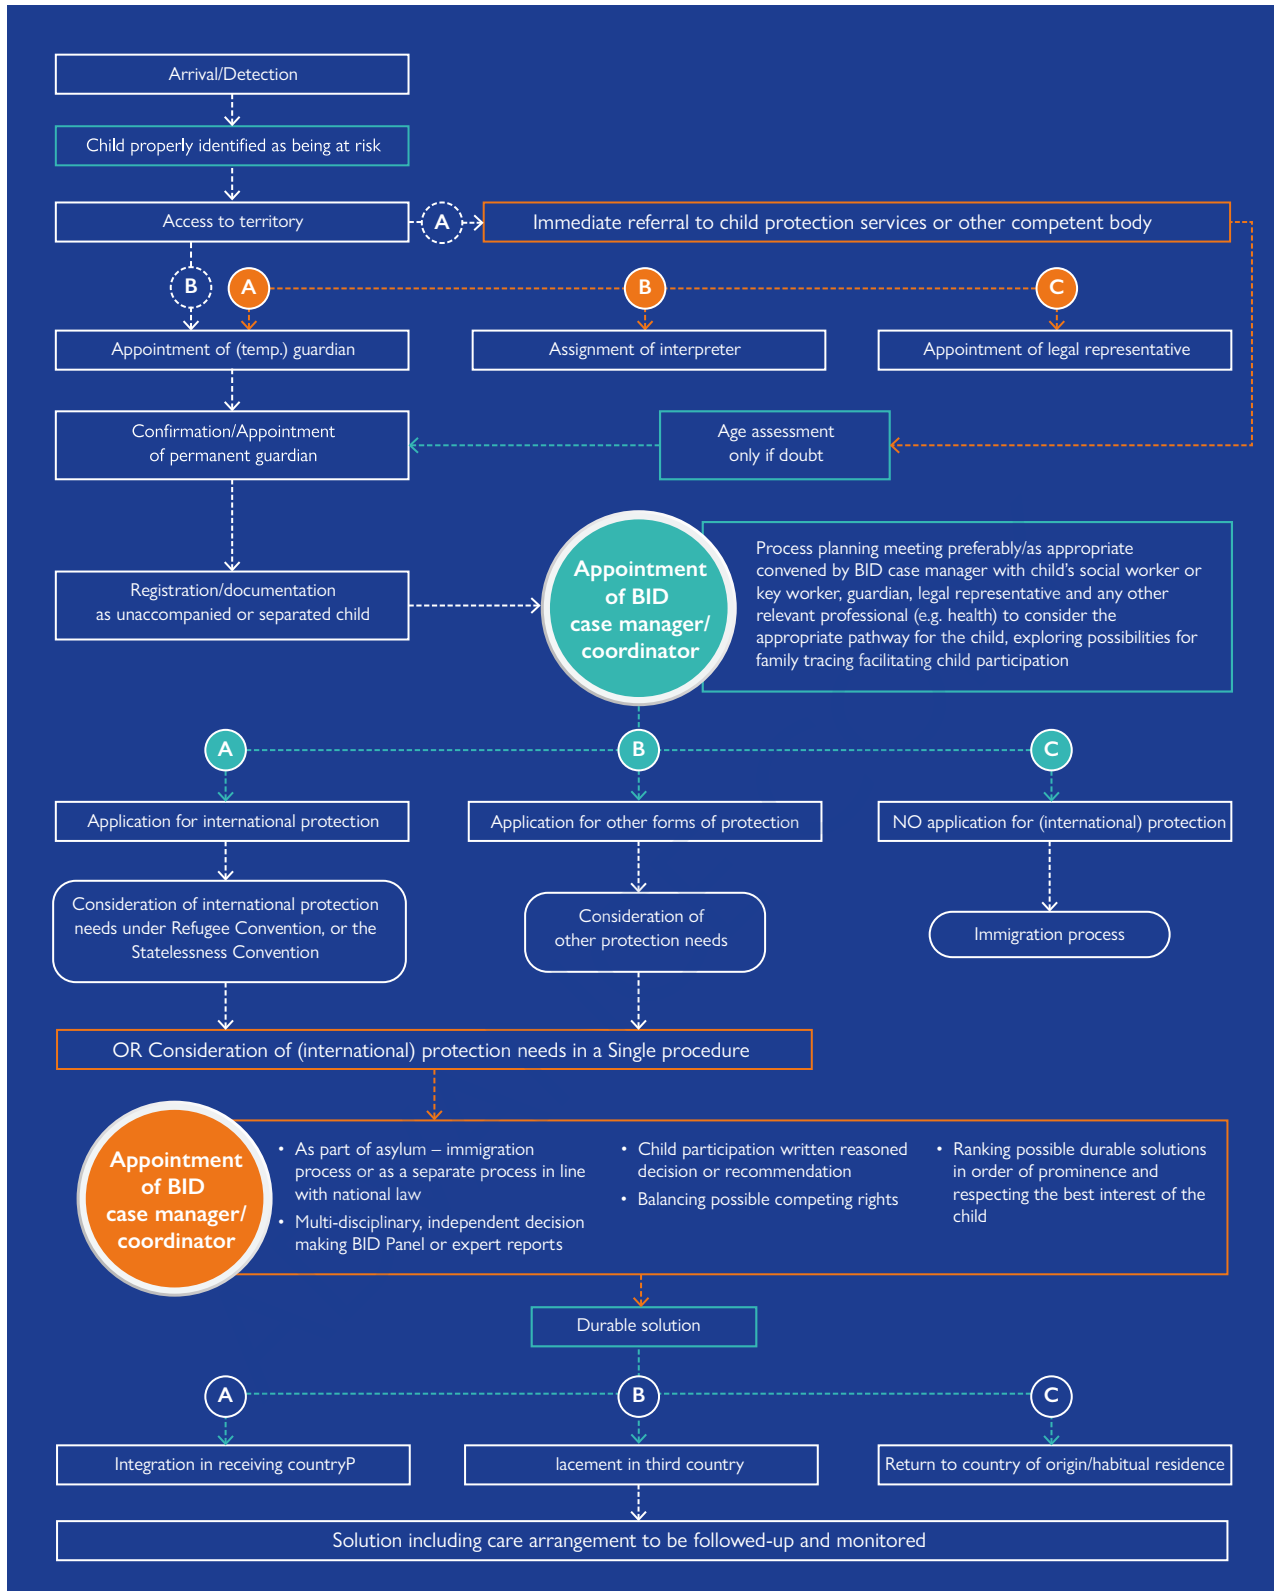 Arrival/Detection
Child properly identified as being at risk
Access to territory
A
Immediate referral to child protection services or other competent body
B
A
B
C
Appointment of (temp.) guardian
Assignment of interpreter
Appointment of legal representative
Confirmation/Appointment
of permanent guardian
Age assessment
only if doubt
Registration/documentation
as unaccompanied or separated child
Appointment
of BID
case manager/
coordinator
Process planning meeting preferably/as appropriate
convened by BID case manager with child's social worker or
key worker, guardian, legal representative and any other
relevant professional (e.g. health) to consider the
appropriate pathway for the child, exploring possibilities for
family tracing facilitating child participation
A
B
C
Application for international protection
Application for other forms of protection
NO application for (international) protection
Consideration of international protection
needs under Refugee Convention, or the
Statelessness Convention
Consideration of
other protection needs
Immigration process
OR Consideration of (international) protection needs in a Single procedure
Appointment
of BID
case manager/
coordinator
• As part of asylum – immigration
process or as a separate process in line
with national law
• Multi-disciplinary, independent decision
making BID Panel or expert reports
• Child participation written reasoned
decision or recommendation
• Balancing possible competing rights
• Ranking possible durable solutions
in order of prominence and
respecting the best interest of the
child
Durable solution
A
B
C
Integration in receiving countryP
lacement in third country
Return to country of origin/habitual residence
Solution including care arrangement to be followed-up and monitored